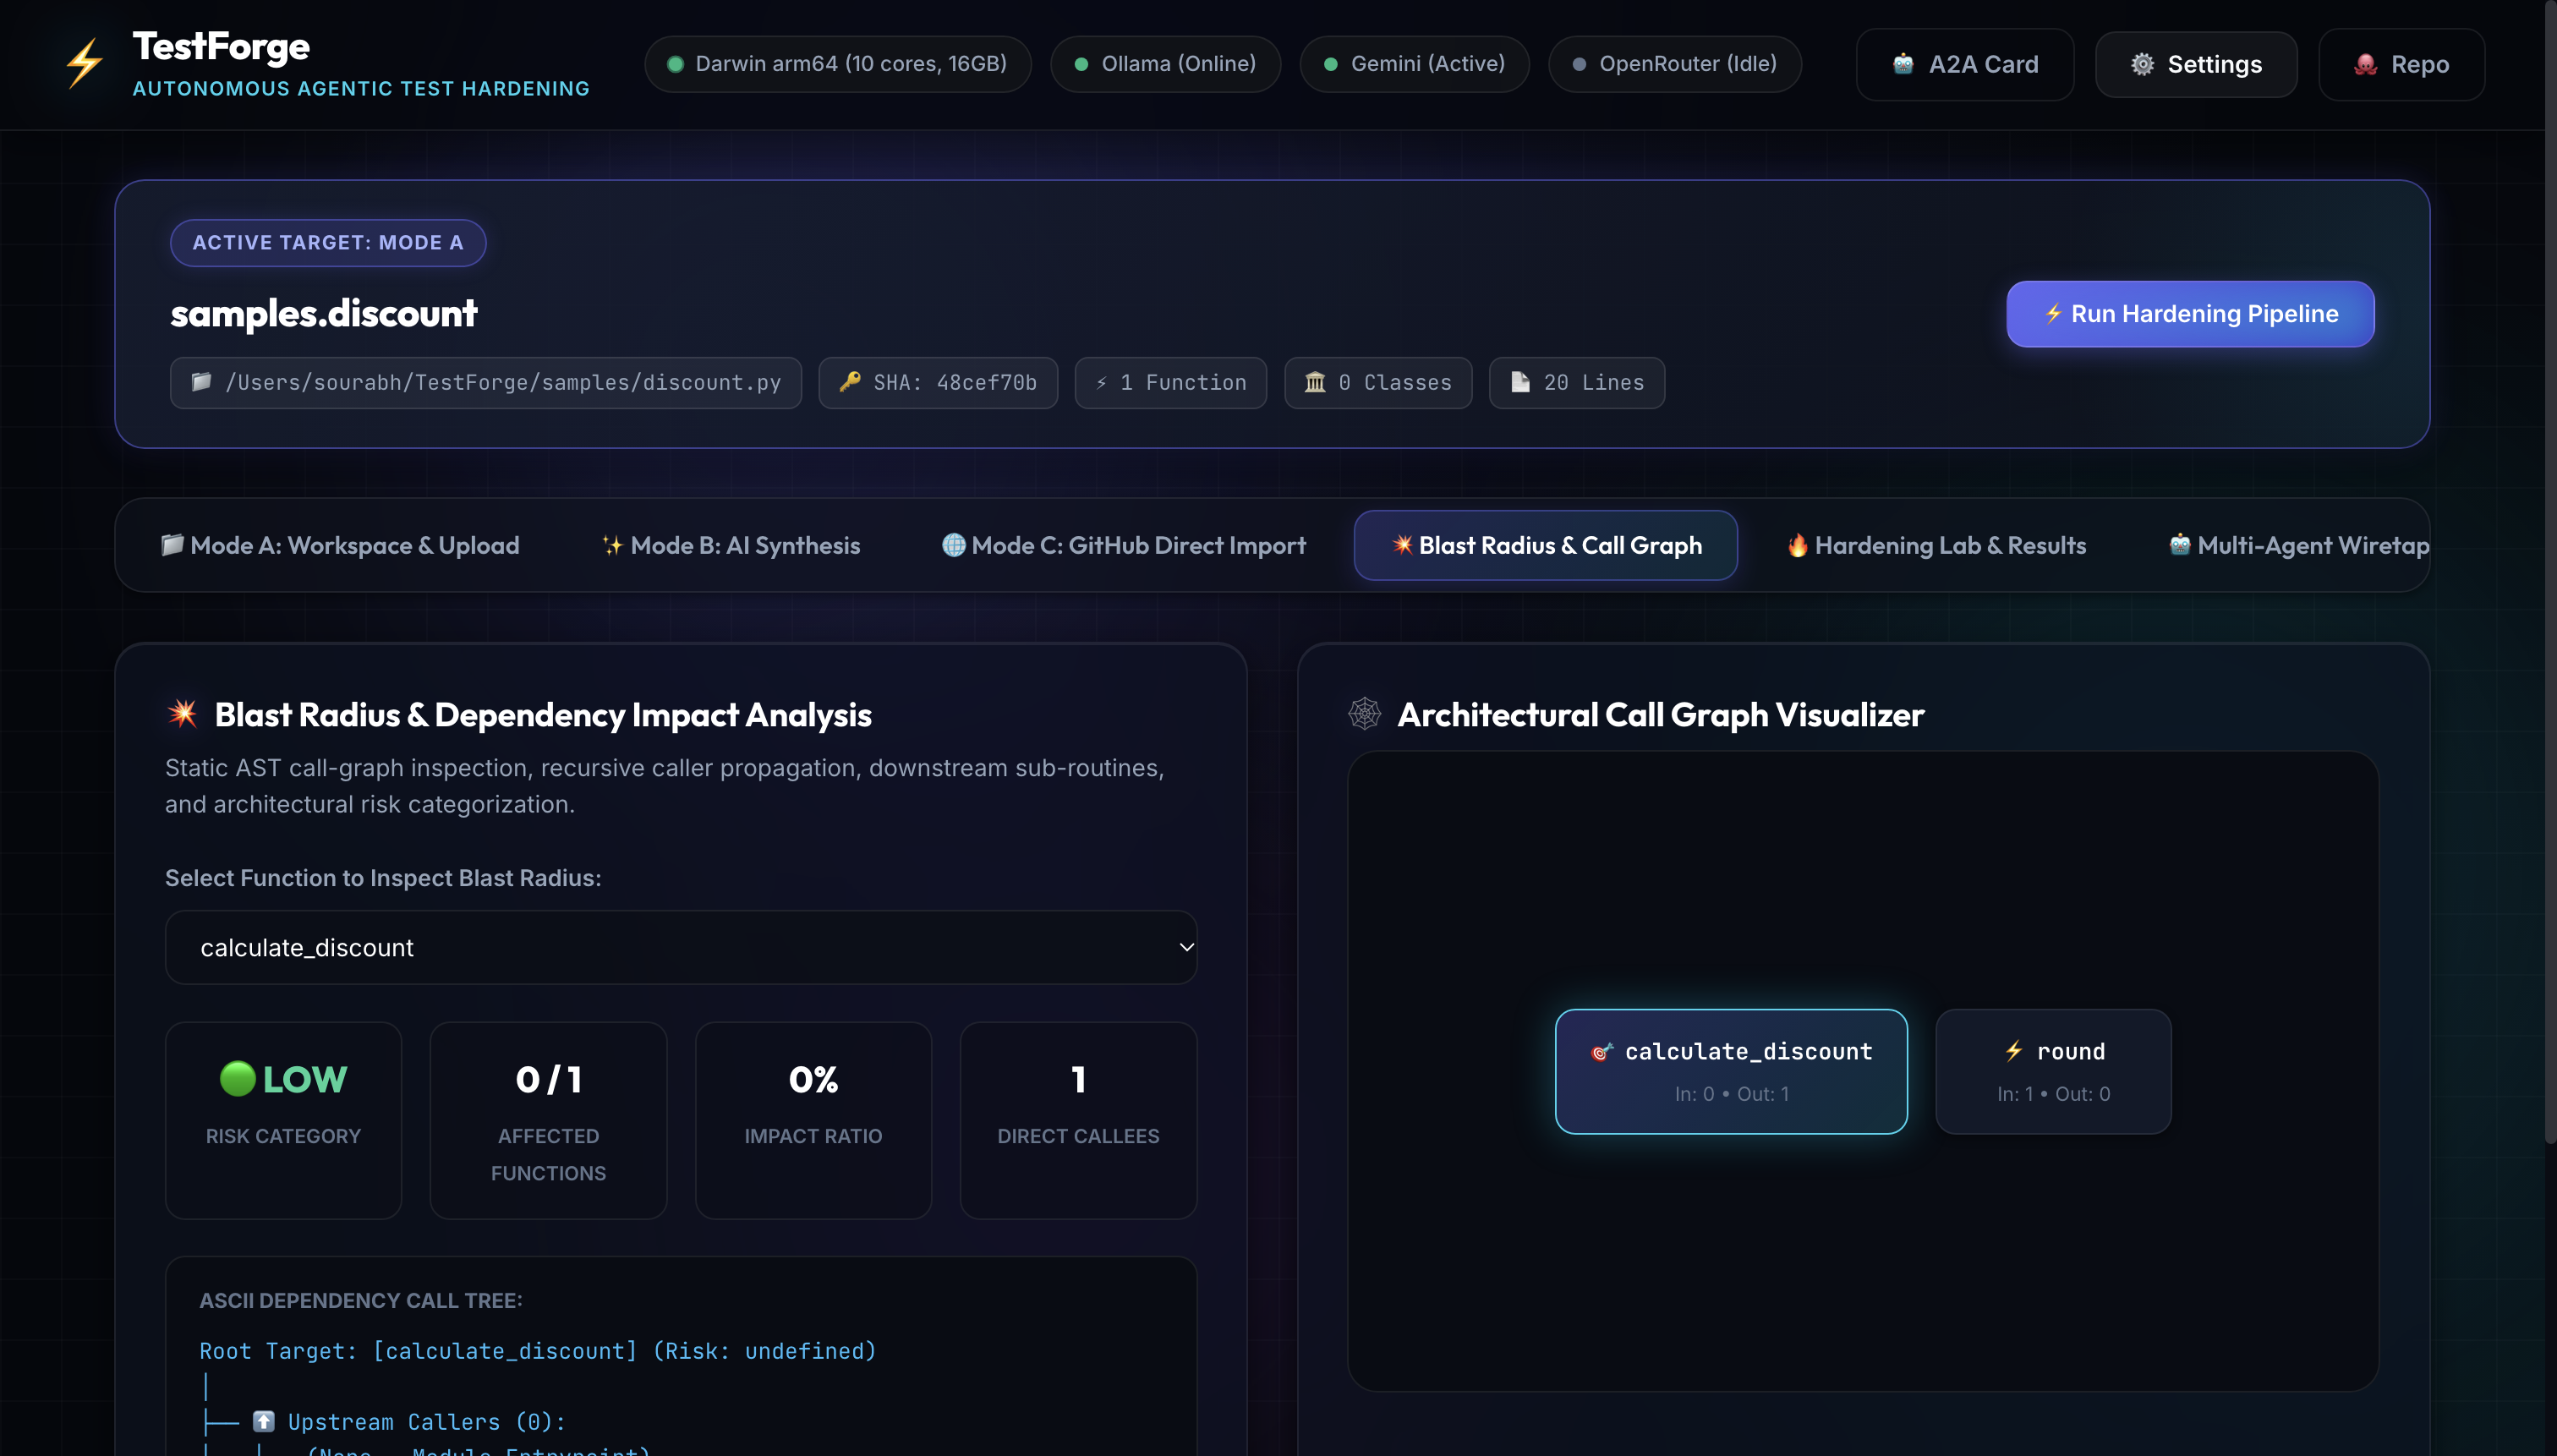 TestForge
AUTONOMOUS AGENTIC TEST HARDENING
Darwin arm64 (10 cores, 16GB)
Ollama (Online)
Gemini (Active)
OpenRouter (Idle)
A2A Card
Settings
Repo
ACTIVE TARGET: MODE A
samples.discount
/Users/sourabh/TestForge/samples/discount.py
SHA: 48cef70b
1 Function
0 Classes
20 Lines
Run Hardening Pipeline
Mode A: Workspace & Upload
Mode B: AI Synthesis
Mode C: GitHub Direct Import
Blast Radius & Call Graph
Hardening Lab & Results
Multi-Agent Wiretap
Blast Radius & Dependency Impact Analysis
Static AST call-graph inspection, recursive caller propagation, downstream sub-routines,
and architectural risk categorization.
Select Function to Inspect Blast Radius:
calculate_discount
LOW
RISK CATEGORY
0 / 1
AFFECTED
FUNCTIONS
0%
IMPACT RATIO
1
DIRECT CALLEES
ASCII DEPENDENCY CALL TREE:
Root Target: [calculate_discount] (Risk: undefined)
│
├── ⬆️ Upstream Callers (0):
Architectural Call Graph Visualizer
calculate_discount
In: 0 • Out: 1
round
In: 1 • Out: 0